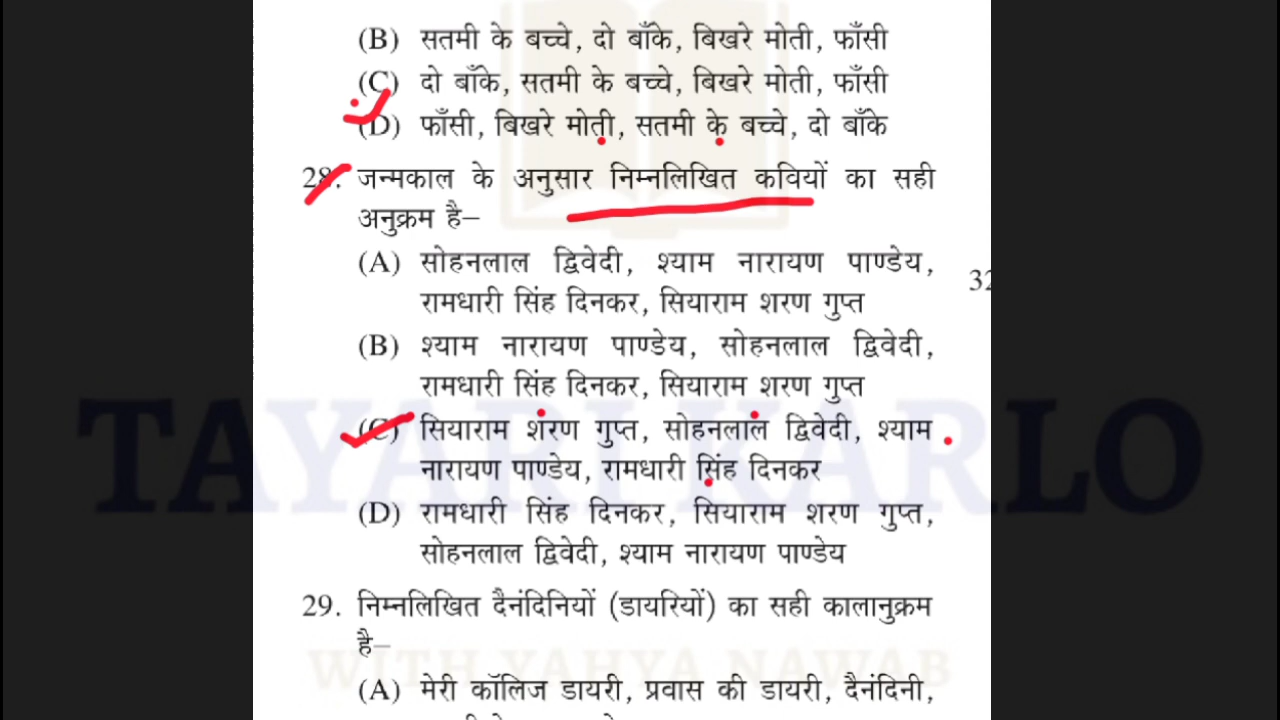 (B) सतमी के बच्चे, दो बाँके, बिखरे मोती, फाँसी
(C) दो बाँके, सतमी के बच्चे, बिखरे मोती, फाँसी
(D) फाँसी, बिखरे मोती, सतमी के बच्चे, दो बाँके
28. जन्मकाल के अनुसार निम्नलिखित कवियों का सही
अनुक्रम है–
(A) सोहनलाल द्विवेदी, श्याम नारायण पाण्डेय,
रामधारी सिंह दिनकर, सियाराम शरण गुप्त
32
(B) श्याम नारायण पाण्डेय, सोहनलाल द्विवेदी,
रामधारी सिंह दिनकर, सियाराम शरण गुप्त
(C) सियाराम शरण गुप्त, सोहनलाल द्विवेदी, श्याम
नारायण पाण्डेय, रामधारी सिंह दिनकर
(D) रामधारी सिंह दिनकर, सियाराम शरण गुप्त,
सोहनलाल द्विवेदी, श्याम नारायण पाण्डेय
29. निम्नलिखित दैनंदिनियों (डायरियों) का सही कालानुक्रम
है–
(A) मेरी कॉलिज डायरी, प्रवास की डायरी, दैनंदिनी,
TAYARI KARLO
WITH YAHYA NAWAB